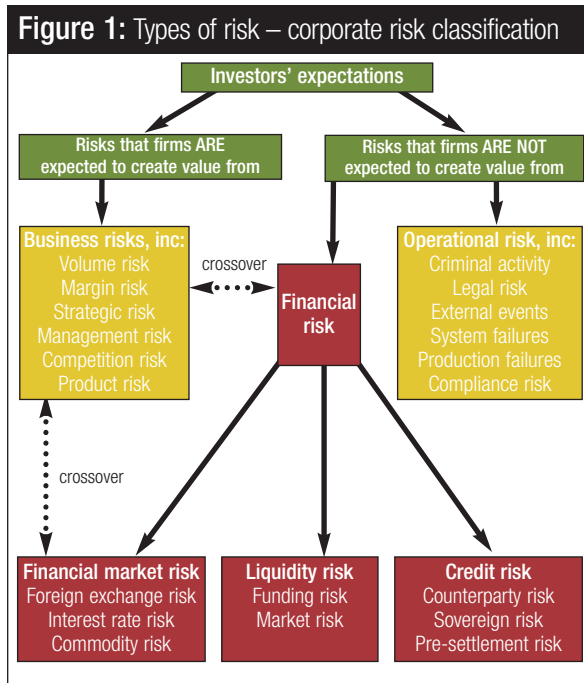 Figure 1: Types of risk – corporate risk classification
Investors' expectations
Risks that firms ARE
expected to create value from
Risks that firms ARE NOT
expected to create value from
Business risks, inc:
Volume risk
Margin risk
Strategic risk
Management risk
Competition risk
Product risk
crossover
Financial
risk
Operational risk, inc:
Criminal activity
Legal risk
External events
System failures
Production failures
Compliance risk
crossover
Financial market risk
Foreign exchange risk
Interest rate risk
Commodity risk
Liquidity risk
Funding risk
Market risk
Credit risk
Counterparty risk
Sovereign risk
Pre-settlement risk